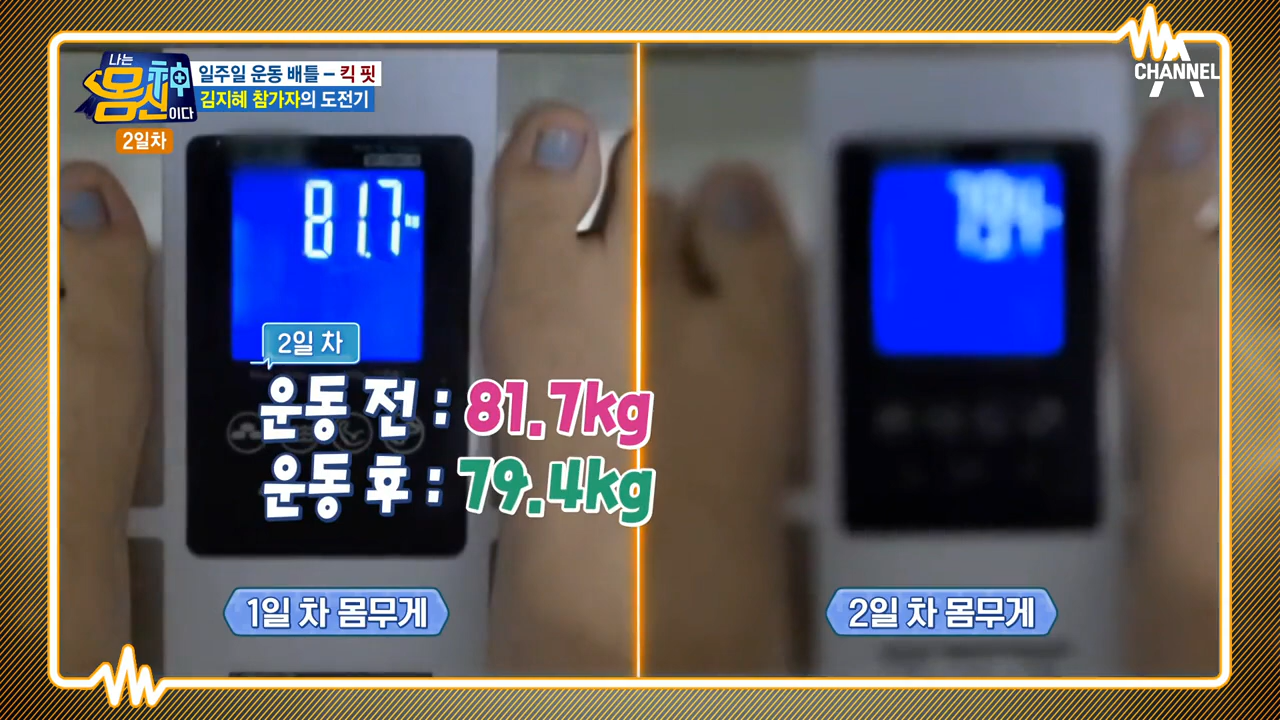 나는
몸神
신이다
일주일 운동 배틀 – 킥 핏
김지혜 참가자의 도전기
2일차
CHANNEL A
81.7 kg
2일 차
운동 전 : 81.7kg
운동 후 : 79.4kg
1일 차 몸무게
2일 차 몸무게